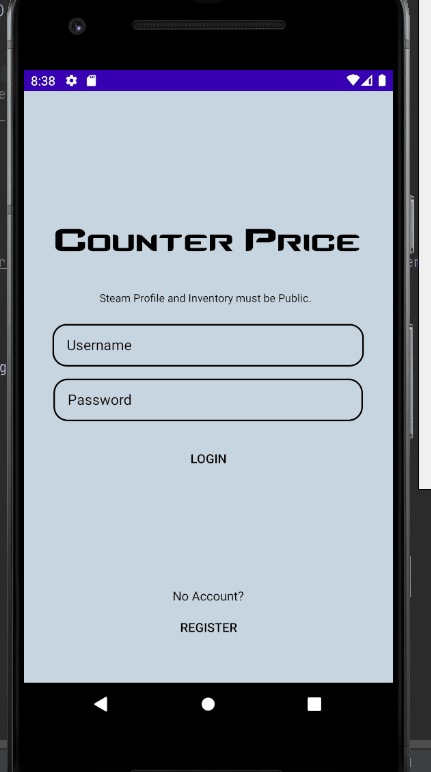 8:38
COUNTER PRICE
Steam Profile and Inventory must be Public.
Username
Password
LOGIN
No Account?
REGISTER